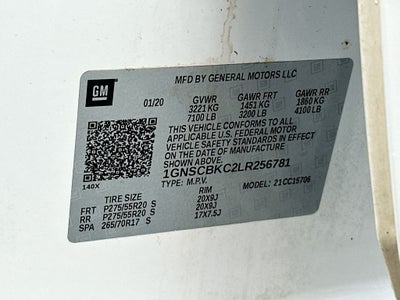 GM
MFD BY GENERAL MOTORS LLC
01/20 GVWR GAWR FRT GAWR RR
3221 KG 1451 KG 1860 KG
7100 LB 3200 LB 4100 LB
THIS VEHICLE CONFORMS TO ALL
APPLICABLE U.S. FEDERAL MOTOR
VEHICLE SAFETY STANDARDS IN EFFECT
ON THE DATE OF MANUFACTURE
SHOWN ABOVE.
1GNSCBKC2LR256781
140X TYPE: M.P.V. MODEL: 21CC15706
TIRE SIZE RIM
FRT P275/55R20 S 20X9J
RR P275/55R20 S 20X9J
SPA 265/70R17 S 17X7.5J